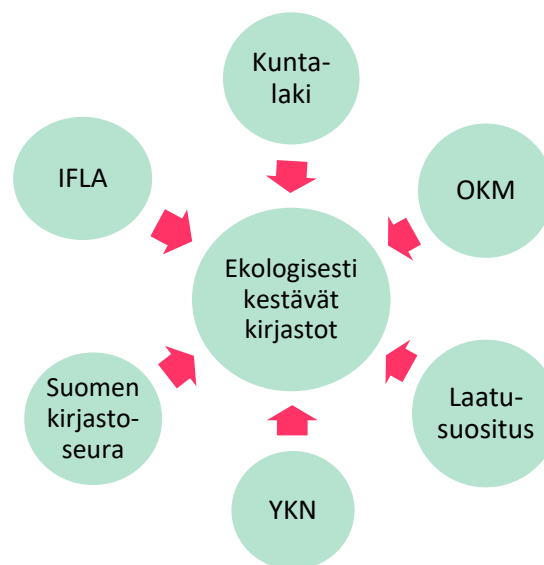 Kunta-
laki
IFLA
OKM
Ekologisesti
kestävät
kirjastot
Suomen
kirjasto-
seura
Laatu-
suositus
YKN